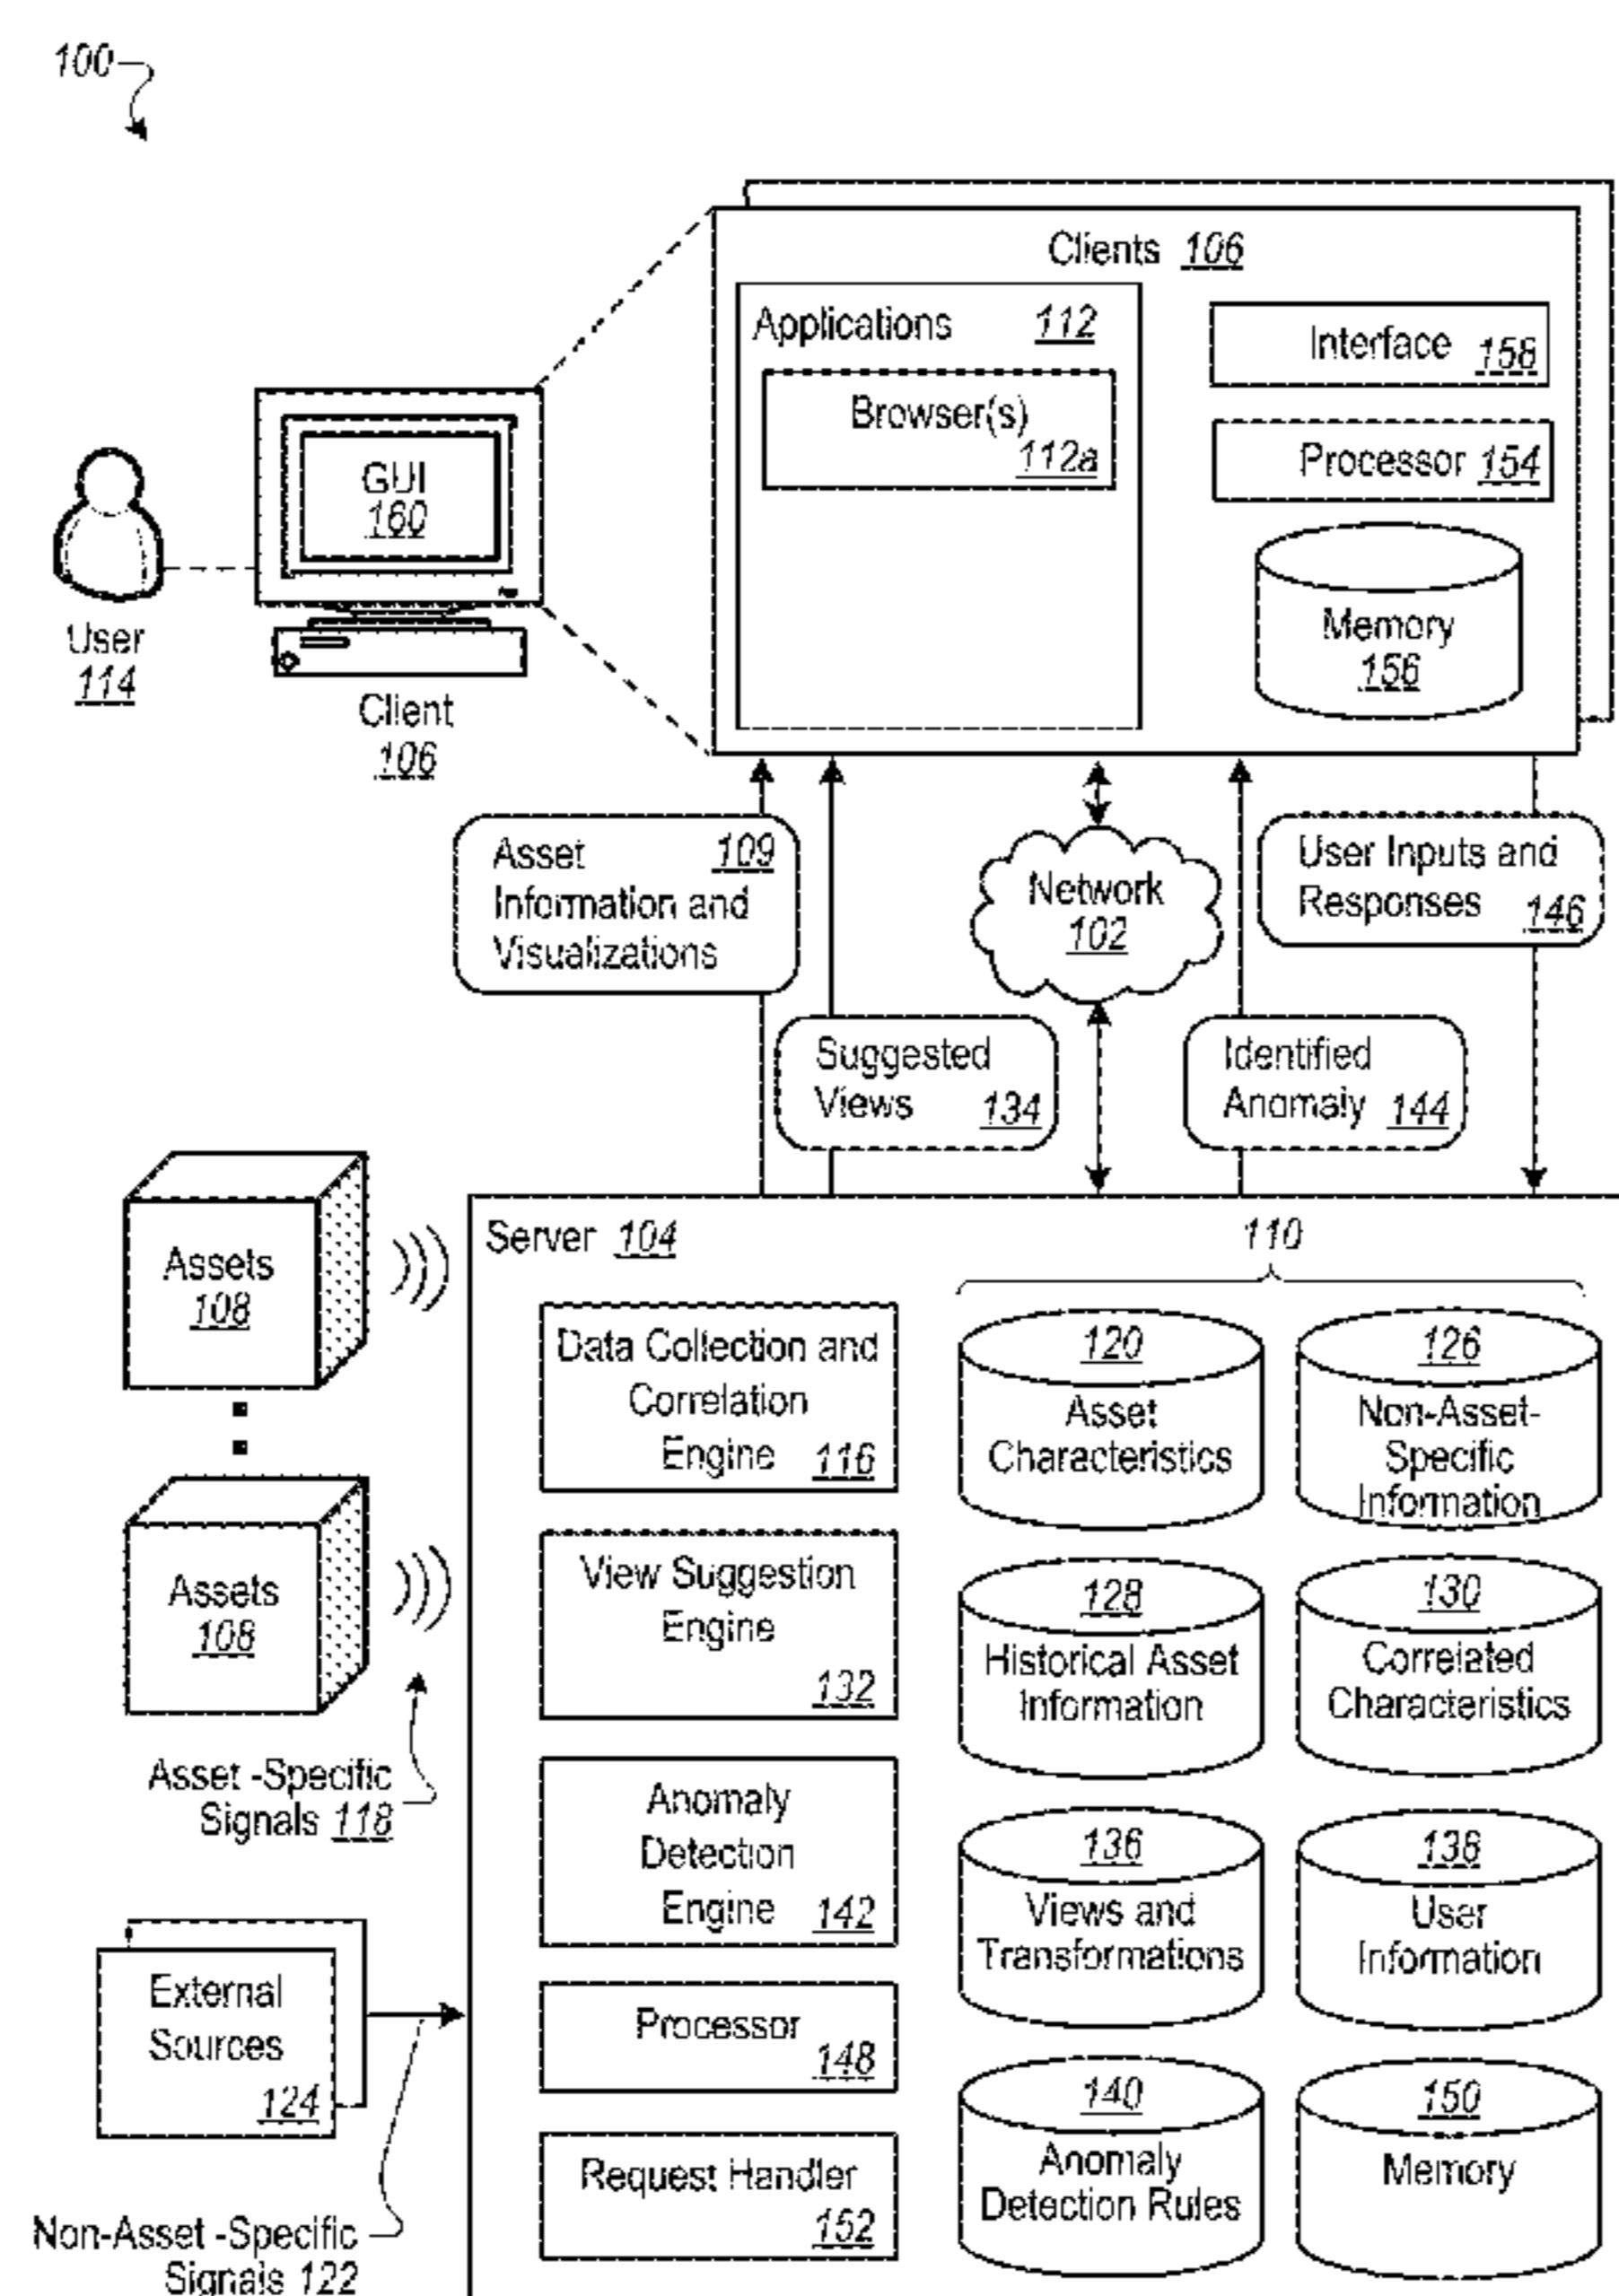 100
Clients 106
Applications 112
Browser(s)
112a
Interface 158
Processor 154
Memory
156
GUI
160
User
114
Client
106
Asset 109
Information and
Visualizations
Network
102
User Inputs and
Responses 146
Suggested
Views 134
Identified
Anomaly 144
Assets
108
Assets
108
Asset -Specific
Signals 118
External
Sources
124
Non-Asset -Specific
Signals 122
Server 104
110
Data Collection and
Correlation
Engine 116
View Suggestion
Engine
132
Anomaly
Detection
Engine 142
Processor
148
Request Handler
152
120
Asset
Characteristics
126
Non-Asset-
Specific
Information
128
Historical Asset
Information
130
Correlated
Characteristics
136
Views and
Transformations
138
User
Information
140
Anomaly
Detection Rules
150
Memory